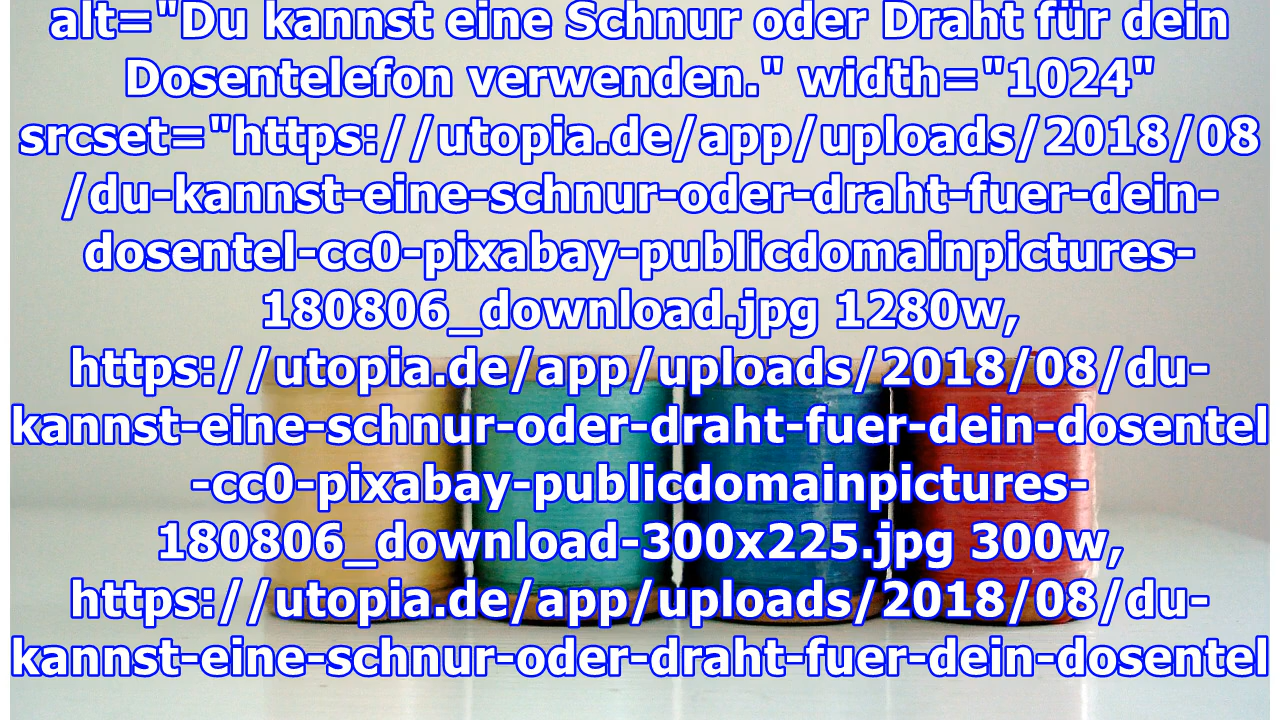 alt="Du kannst eine Schnur oder Draht für dein
Dosentelefon verwenden." width="1024"
srcset="https://utopia.de/app/uploads/2018/08
/du-kannst-eine-schnur-oder-draht-fuer-dein-
dosentel-cc0-pixabay-publicdomainpictures-
180806_download.jpg 1280w,
https://utopia.de/app/uploads/2018/08/du-
kannst-eine-schnur-oder-draht-fuer-dein-dosentel
-cc0-pixabay-publicdomainpictures-
180806_download-300x225.jpg 300w,
https://utopia.de/app/uploads/2018/08/du-
kannst-eine-schnur-oder-draht-fuer-dein-dosentel